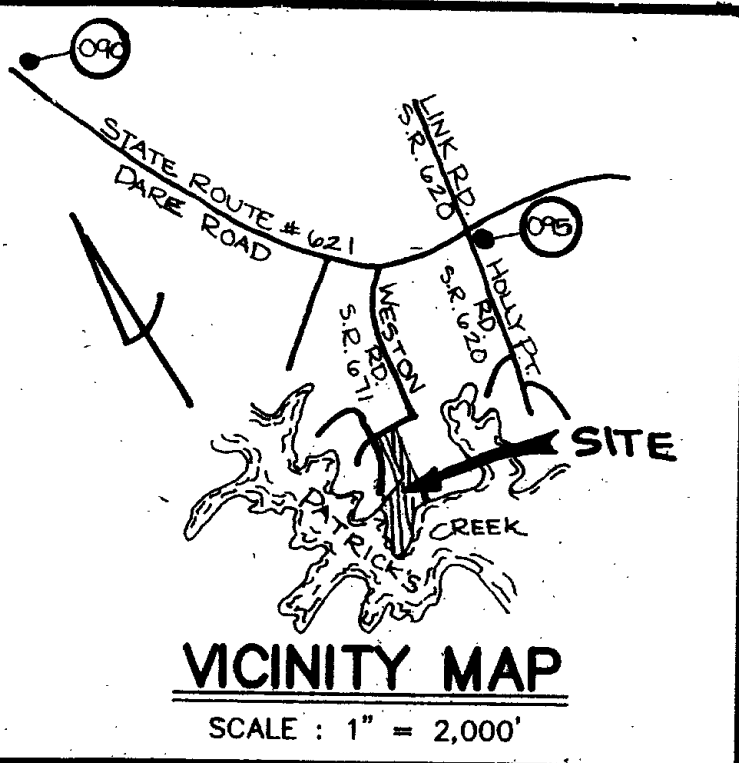 090
STATE ROUTE # 621
DARE ROAD
LINK RD.
S.R. 620
095
HOLLY PT.
RD.
S.R. 620
WESTON
RD.
S.R. 671
SITE
PATRICK'S
CREEK
VICINITY MAP
SCALE : 1" = 2,000'